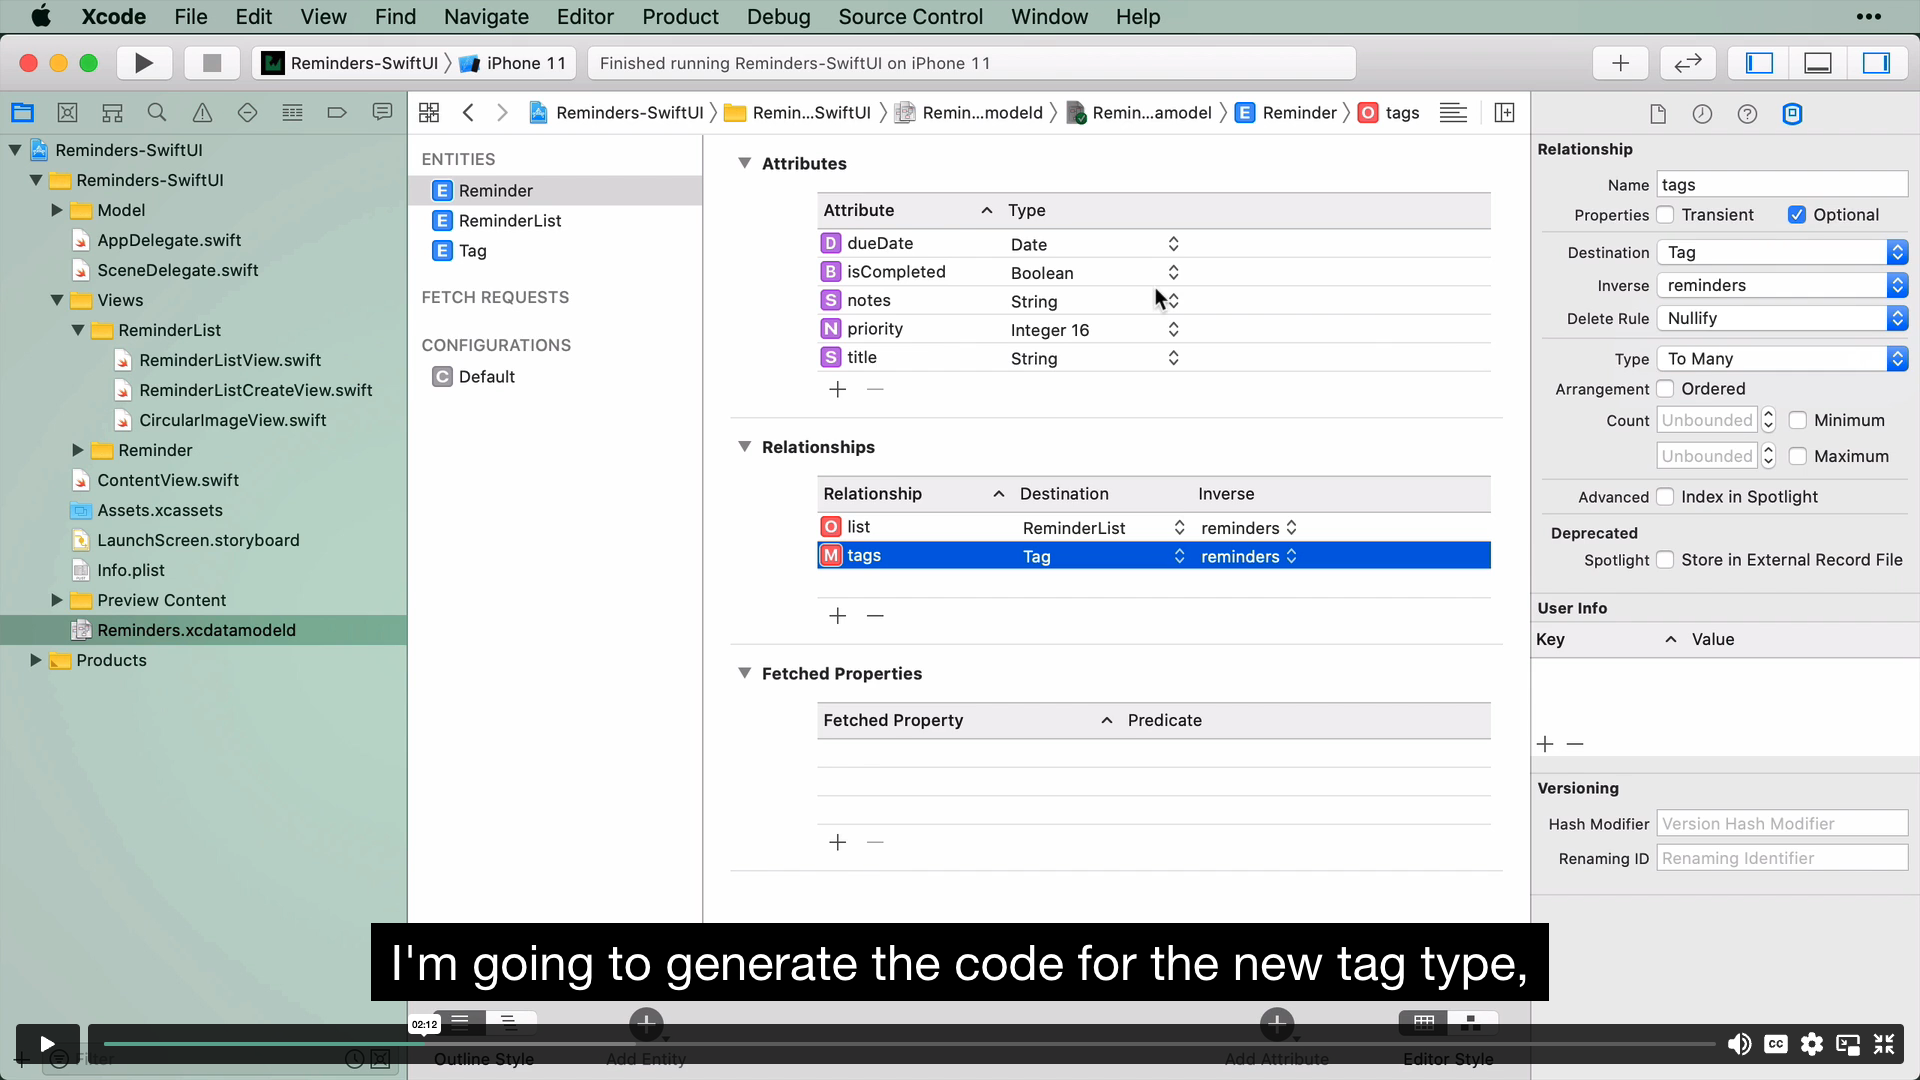 Xcode File Edit View Find Navigate Editor Product Debug Source Control Window Help
Reminders-SwiftUI iPhone 11
Finished running Reminders-SwiftUI on iPhone 11
Reminders-SwiftUI Remin...SwiftUI Remin...modeld Remin...amodel E Reminder O tags
Reminders-SwiftUI
Reminders-SwiftUI
Model
AppDelegate.swift
SceneDelegate.swift
Views
ReminderList
ReminderListView.swift
ReminderListCreateView.swift
CircularImageView.swift
Reminder
ContentView.swift
Assets.xcassets
LaunchScreen.storyboard
Info.plist
Preview Content
Reminders.xcdatamodeld
Products
Filter
ENTITIES
E Reminder
E ReminderList
E Tag
FETCH REQUESTS
CONFIGURATIONS
C Default
Attributes
Attribute Type
D dueDate Date
B isCompleted Boolean
S notes String
N priority Integer 16
S title String
Relationships
Relationship Destination Inverse
O list ReminderList reminders
M tags Tag reminders
Fetched Properties
Fetched Property Predicate
Relationship
Name tags
Properties Transient Optional
Destination Tag
Inverse reminders
Delete Rule Nullify
Type To Many
Arrangement Ordered
Count Unbounded Minimum
Unbounded Maximum
Advanced Index in Spotlight
Deprecated
Spotlight Store in External Record File
User Info
Key Value
Versioning
Hash Modifier Version Hash Modifier
Renaming ID Renaming Identifier
I'm going to generate the code for the new tag type,
02:12
CC
Outline Style Add Entity Add Attribute Editor Style